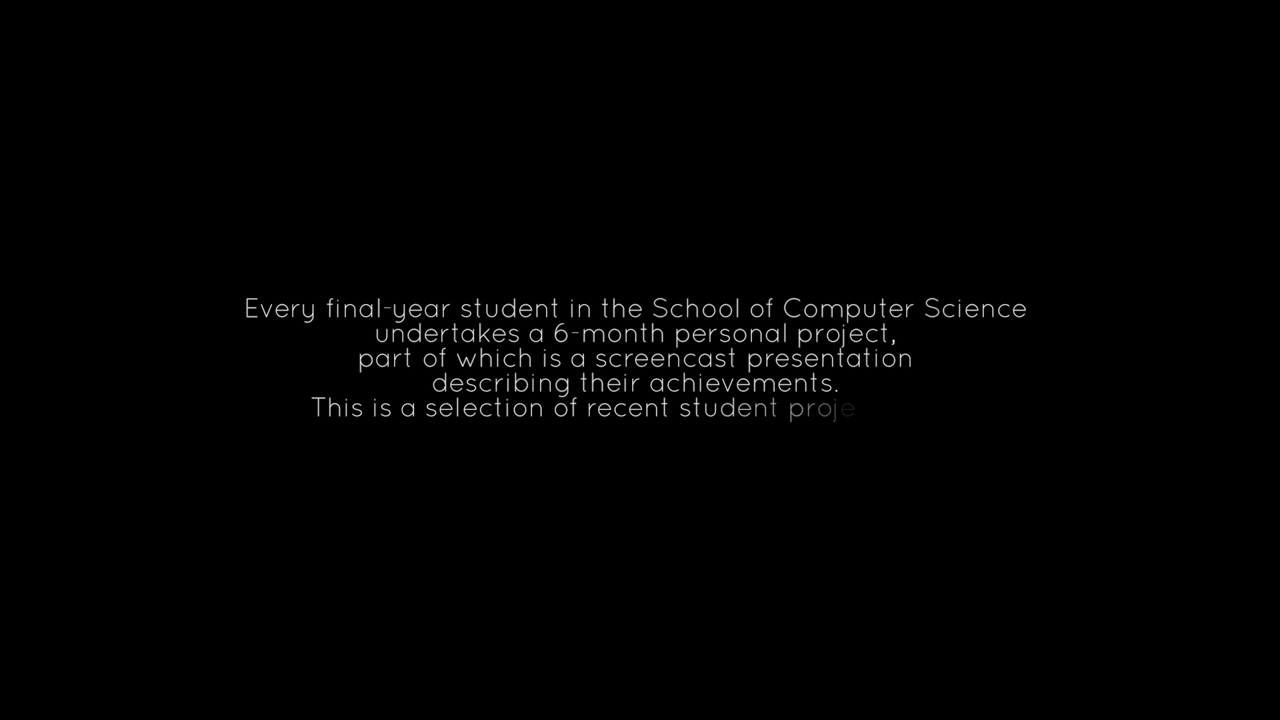 Every final-year student in the School of Computer Science
undertakes a 6-month personal project,
part of which is a screencast presentation
describing their achievements.
This is a selection of recent student proje